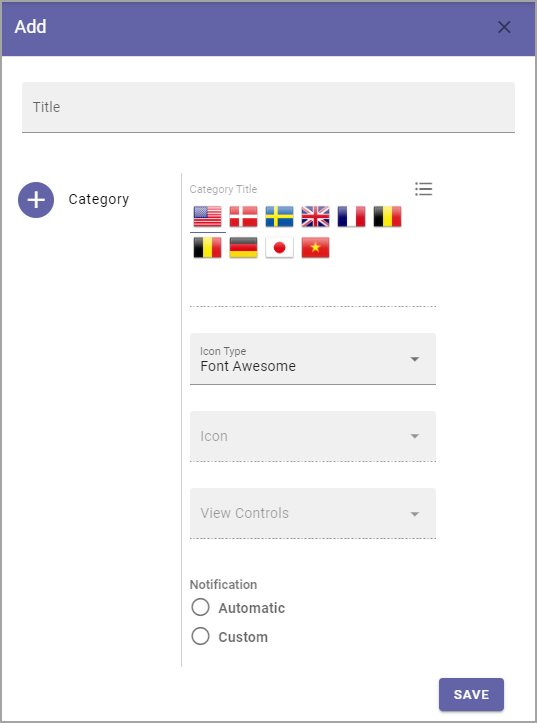 Add
Title
Category
Category Title
Icon Type
Font Awesome
Icon
View Controls
Notification
Automatic
Custom
SAVE